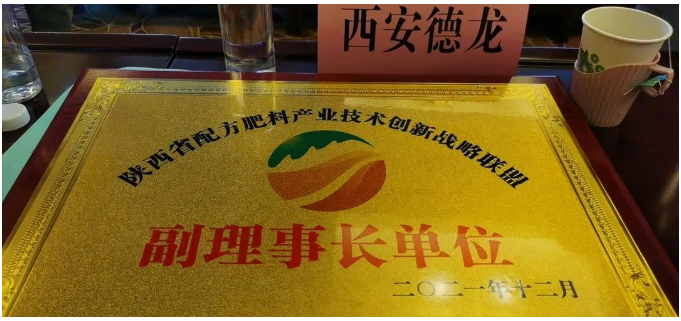 西安德龙
陕西省配方肥料产业技术创新战略联盟
副理事长单位
二〇二一年十二月